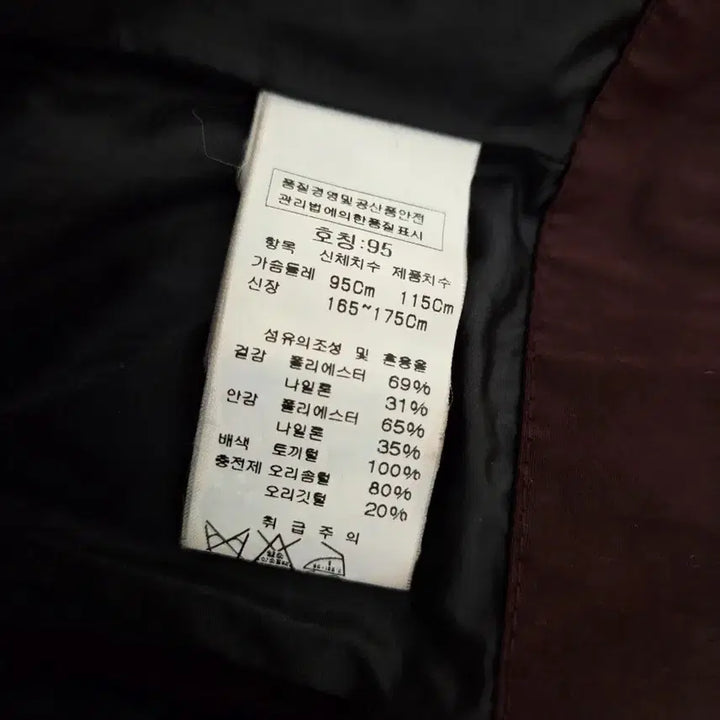 품질경영및공산품안전
관리법에의한품질표시
호칭:95
항목 신체치수 제품치수
가슴둘레 95Cm 115Cm
신장 165~175Cm
섬유의조성 및 혼용율
겉감 폴리에스터 69%
나일론 31%
안감 폴리에스터 65%
나일론 35%
배색 토끼털 100%
충전제 오리솜털 80%
오리깃털 20%
취급주의